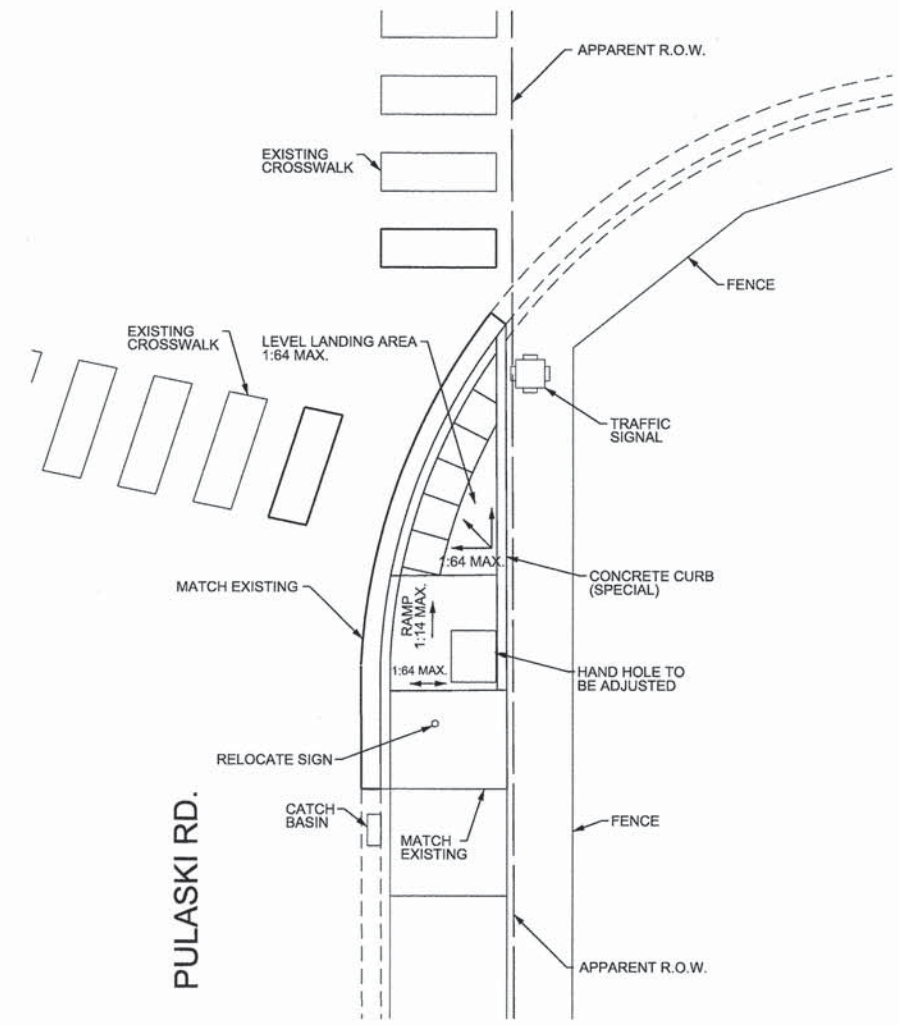 APPARENT R.O.W.
EXISTING
CROSSWALK
FENCE
EXISTING
CROSSWALK
LEVEL LANDING AREA
1:64 MAX.
TRAFFIC
SIGNAL
1:64 MAX.
CONCRETE CURB
(SPECIAL)
MATCH EXISTING
RAMP
1:14 MAX.
1:64 MAX.
HAND HOLE TO
BE ADJUSTED
RELOCATE SIGN
CATCH
BASIN
MATCH
EXISTING
FENCE
PULASKI RD.
APPARENT R.O.W.